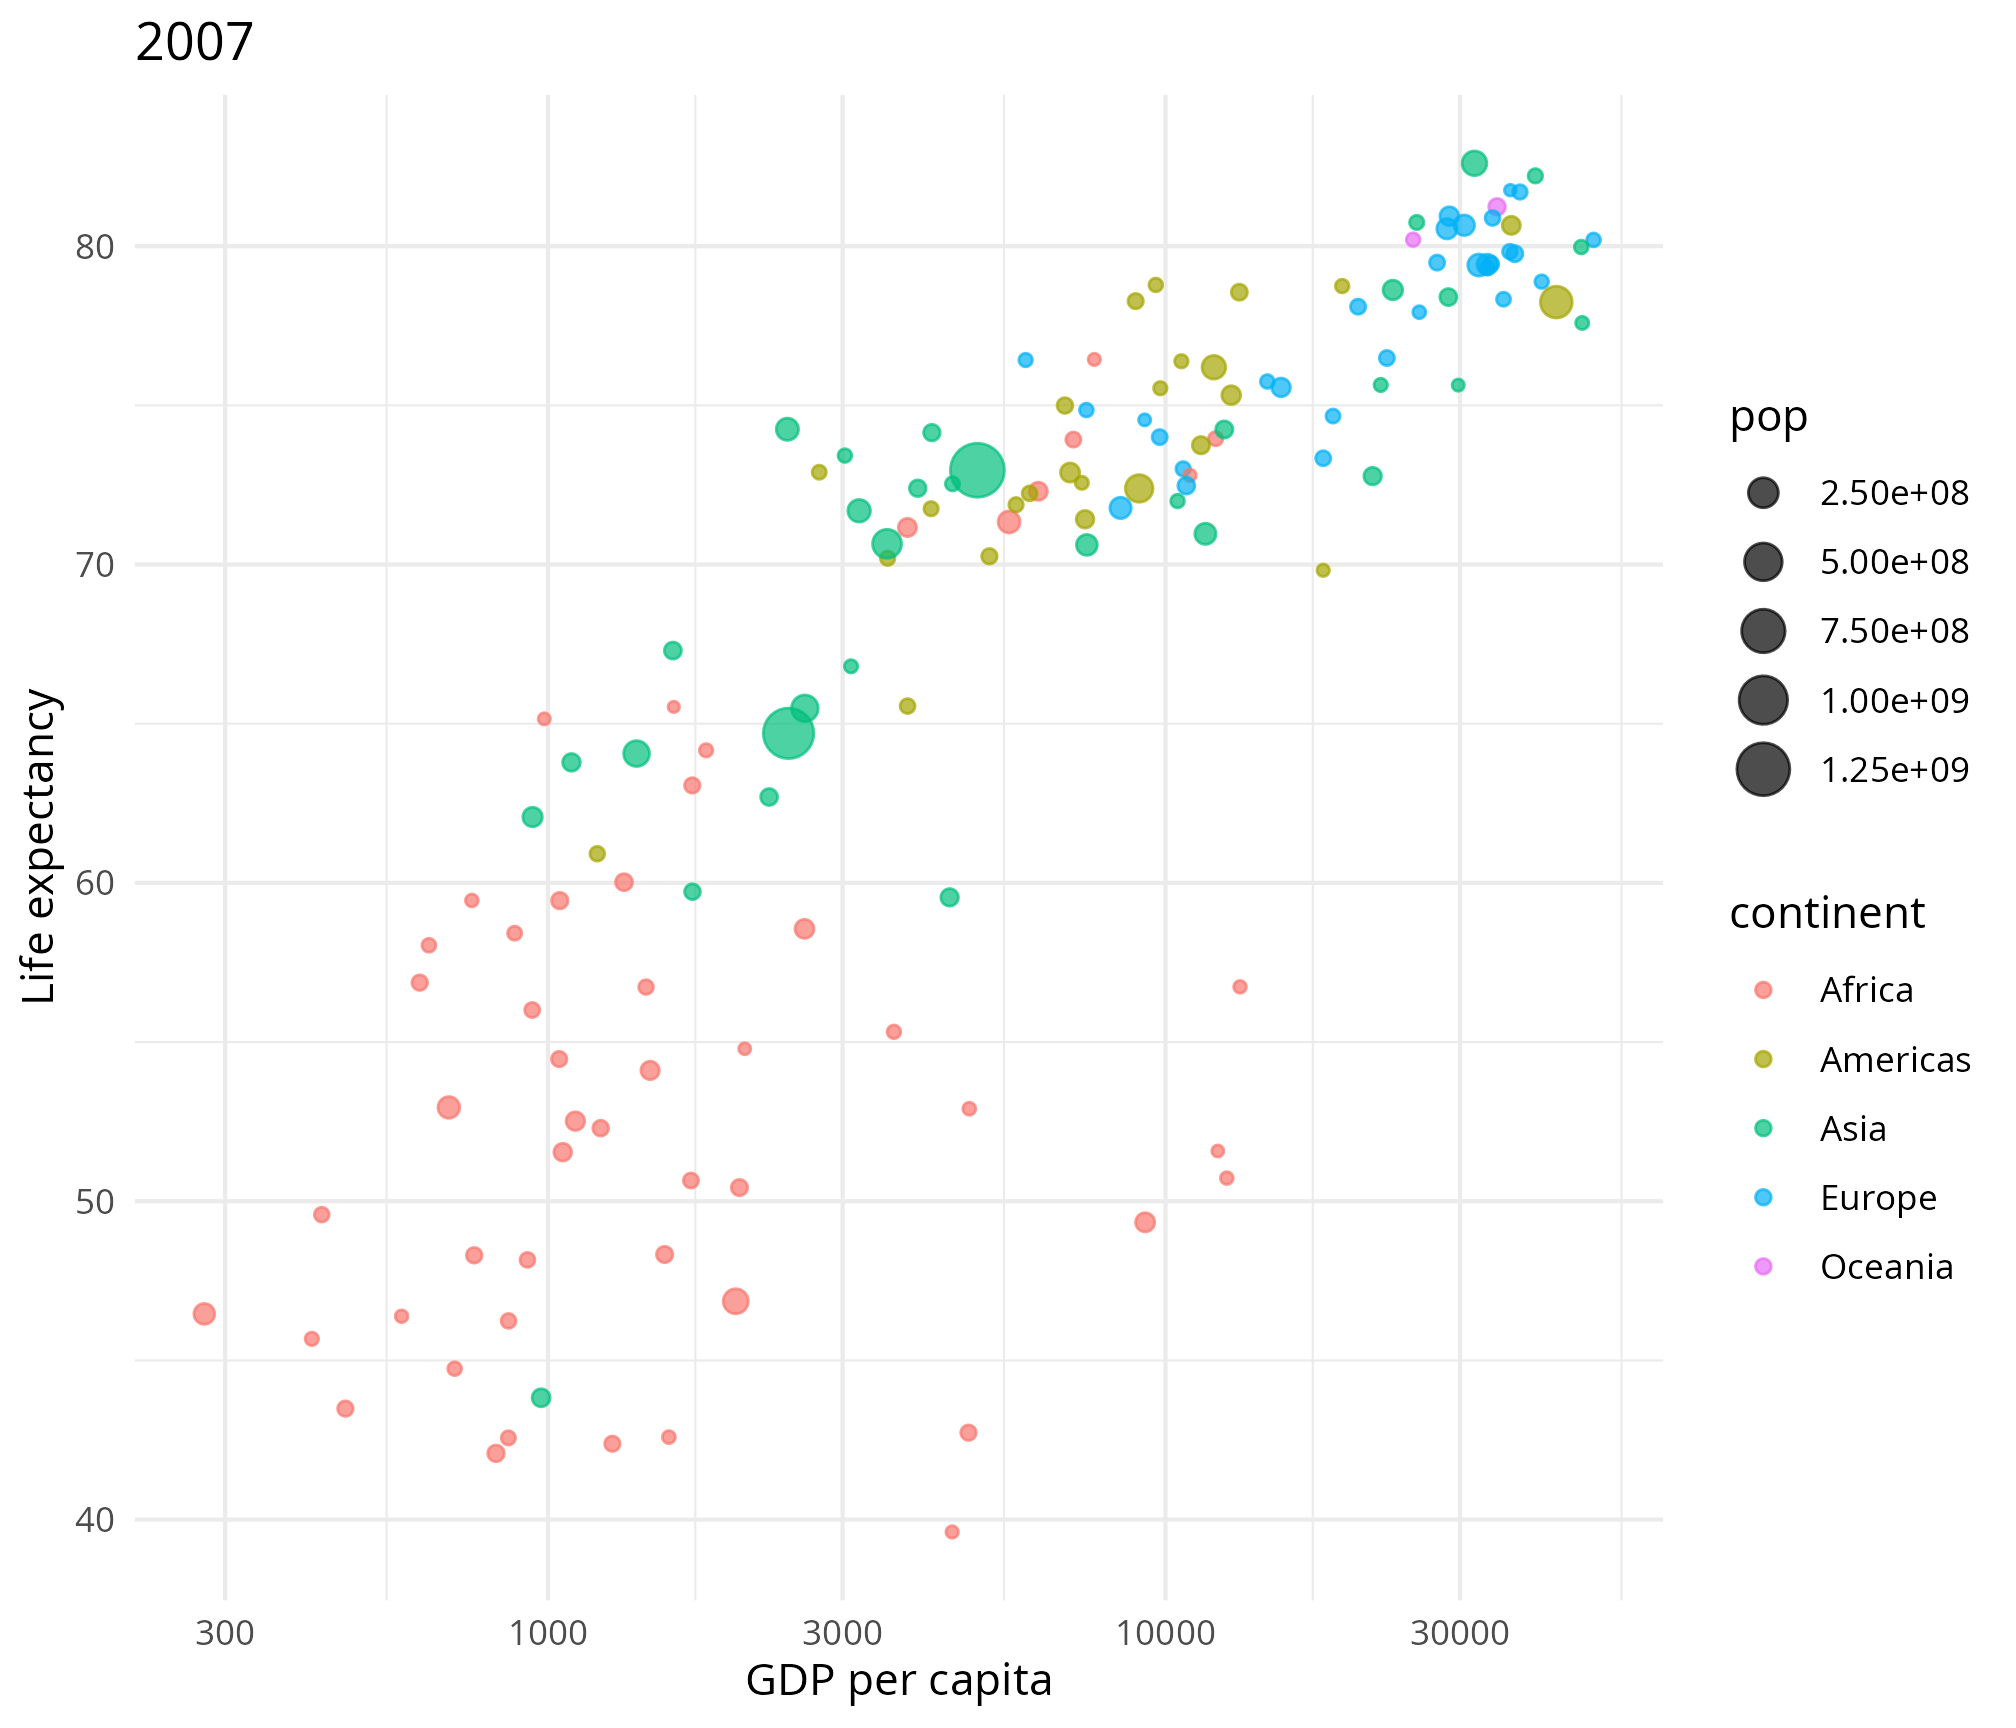 2007
80
70
60
50
40
Life expectancy
300 1000 3000 10000 30000
GDP per capita
pop
2.50e+08
5.00e+08
7.50e+08
1.00e+09
1.25e+09
continent
Africa
Americas
Asia
Europe
Oceania